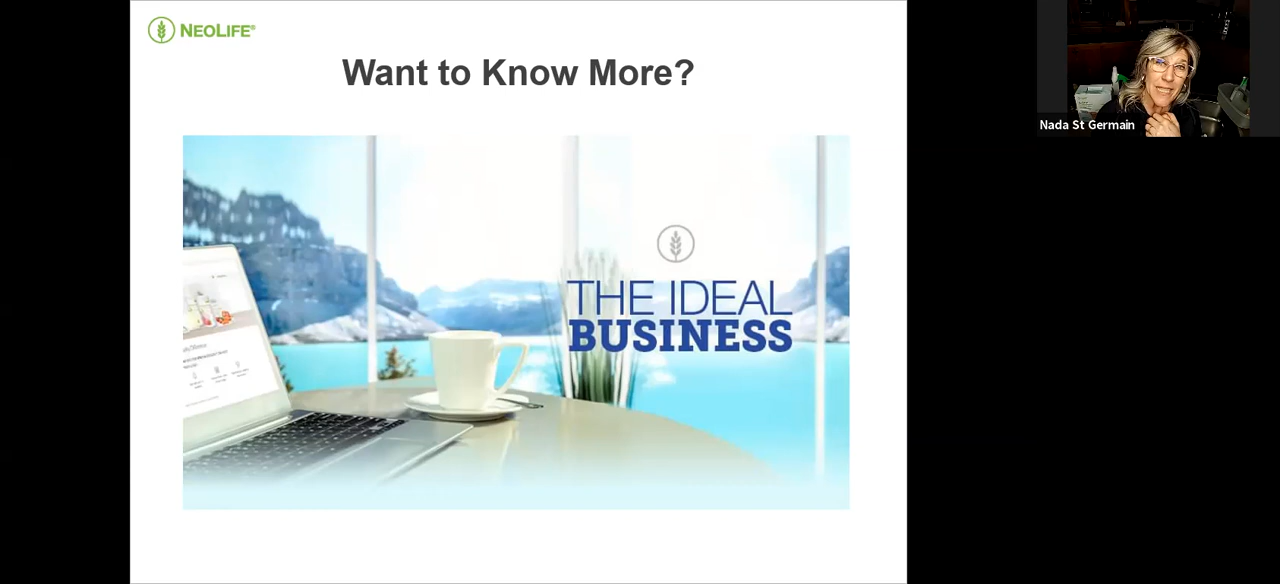 NEOLIFE®
Want to Know More?
THE IDEAL
BUSINESS
Nada St Germain